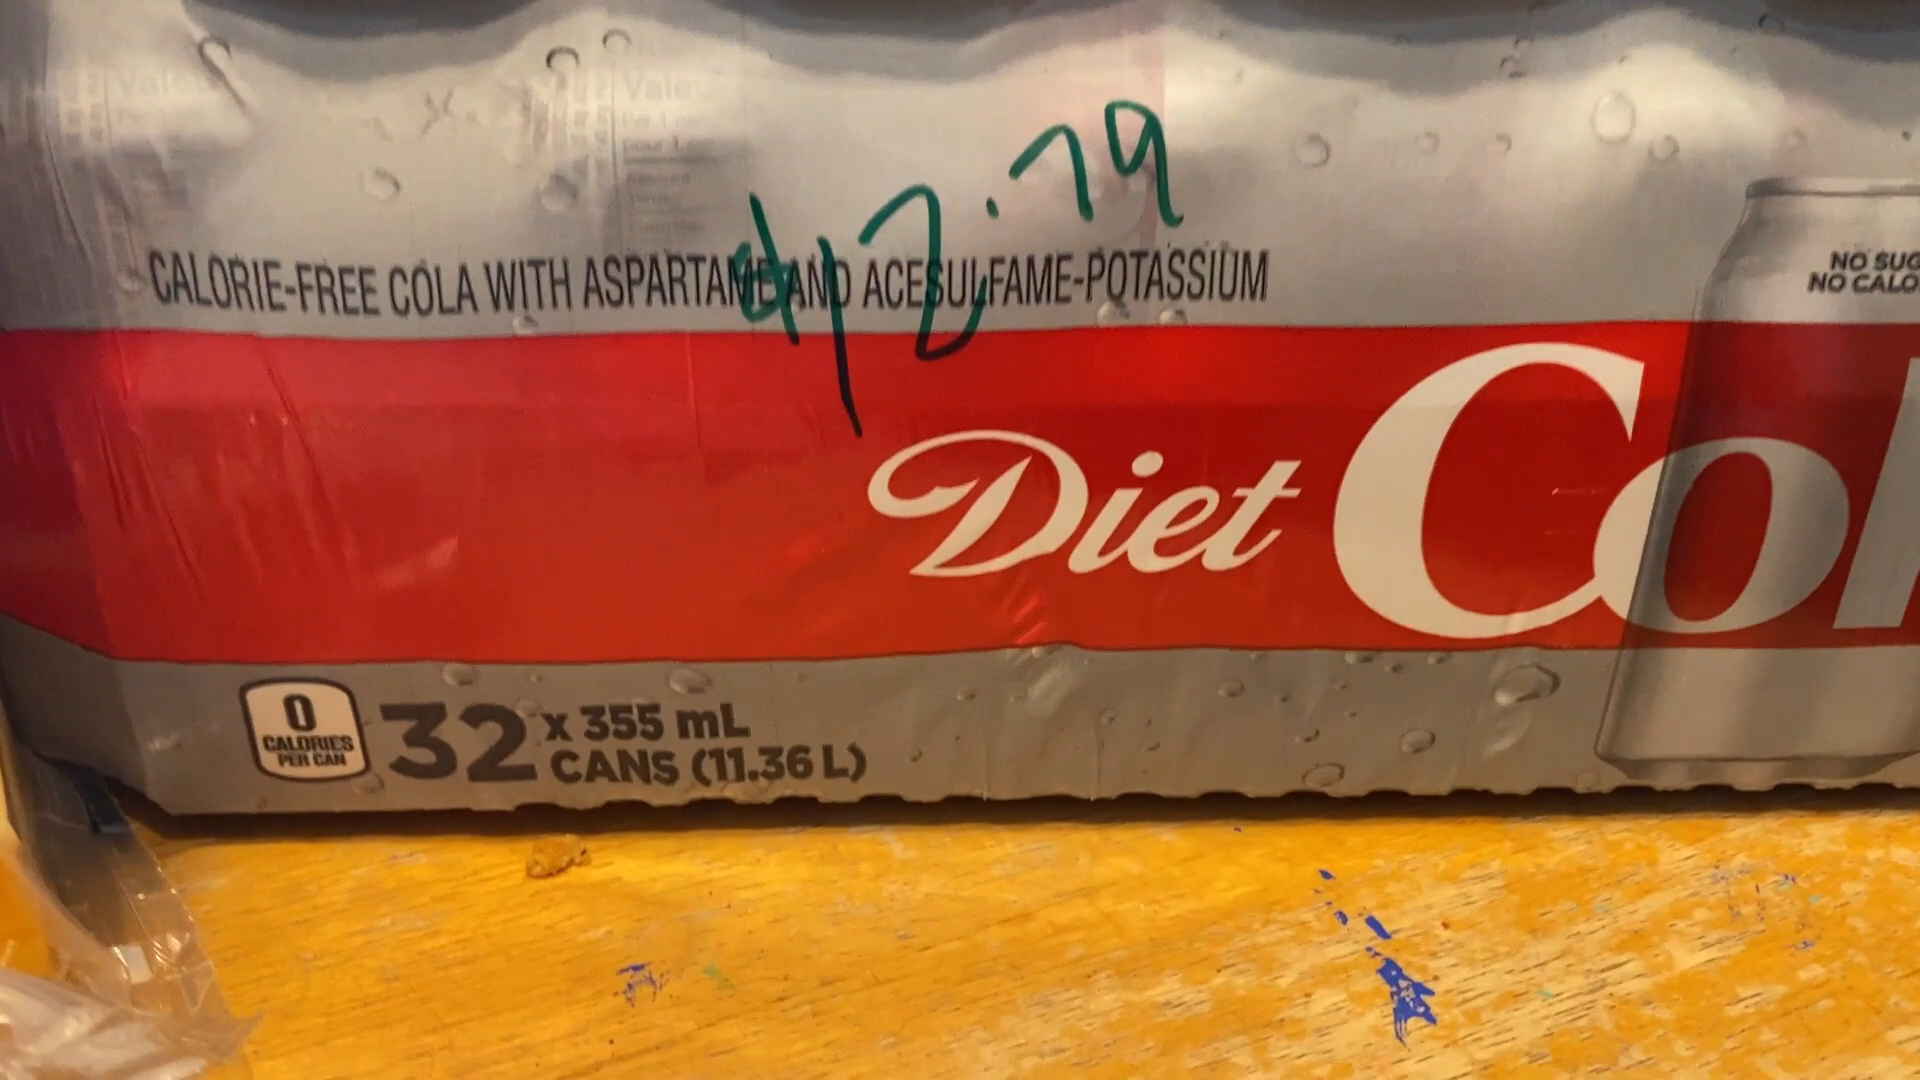 $12.79
CALORIE-FREE COLA WITH ASPARTAME AND ACESULFAME-POTASSIUM
NO SUG
NO CALO
Diet Co
0
CALORIES
PER CAN
32 x 355 mL
CANS (11.36 L)